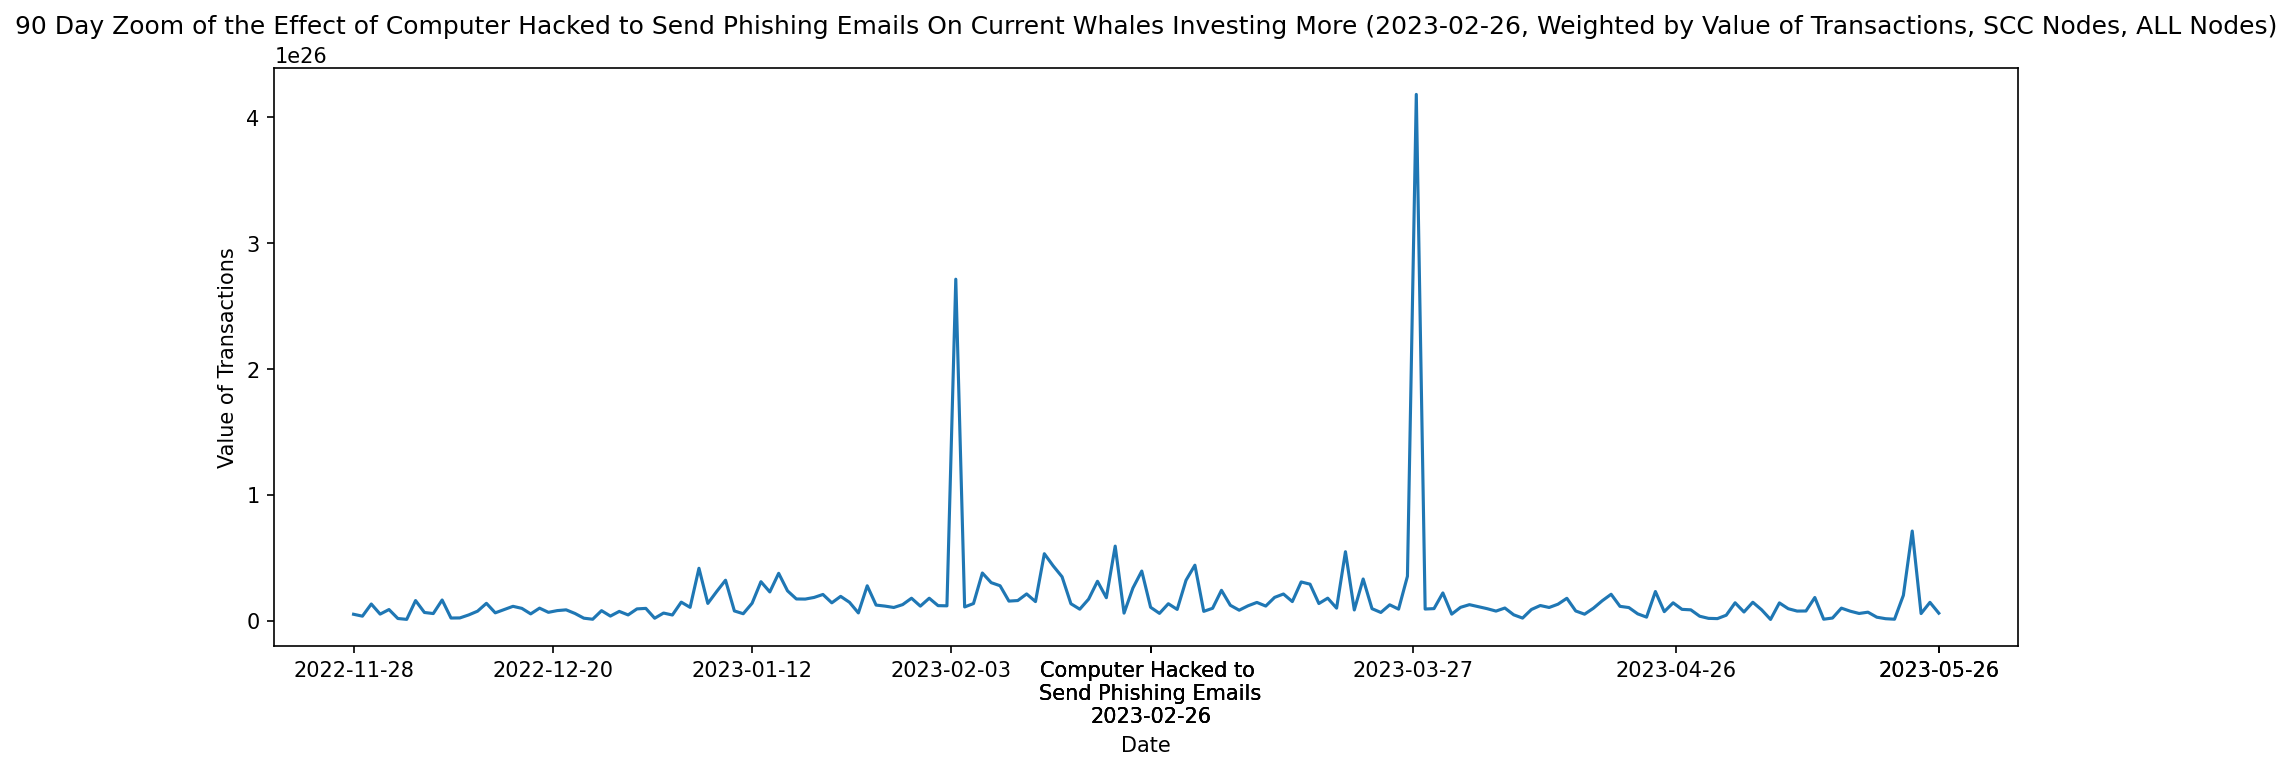 90 Day Zoom of the Effect of Computer Hacked to Send Phishing Emails On Current Whales Investing More (2023-02-26, Weighted by Value of Transactions, SCC Nodes, ALL Nodes)
1e26
4
3
2
1
0
Value of Transactions
2022-11-28
2022-12-20
2023-01-12
2023-02-03
Computer Hacked to
Send Phishing Emails
2023-02-26
2023-03-27
2023-04-26
2023-05-26
Date